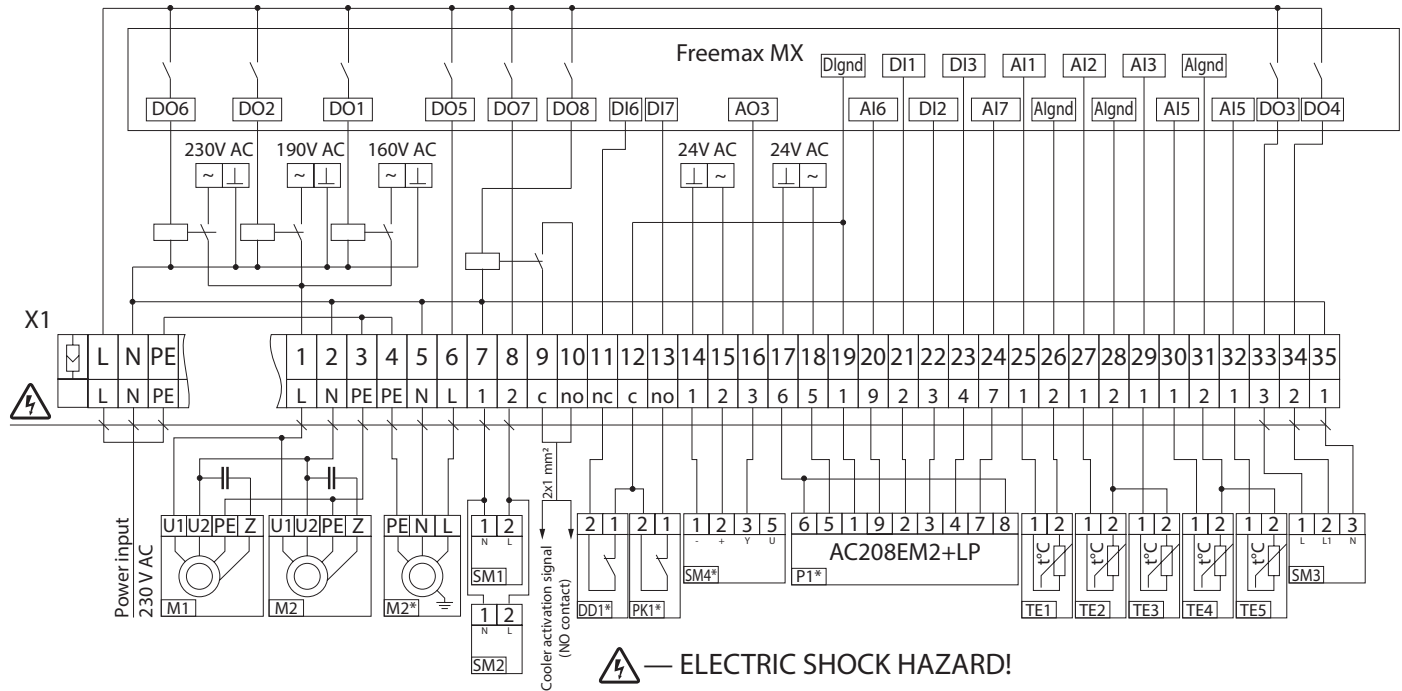 Freemax MX
DIgnd DI1 DI3 AI1 AI2 AI3 AIgnd
DO6 DO2 DO1 DO5 DO7 DO8 DI6 DI7 AO3 AI6 DI2 AI7 AIgnd AIgnd AI5 AI5 DO3 DO4
230V AC 190V AC 160V AC 24V AC 24V AC
~ ⊥ ~ ⊥ ~ ⊥ ⊥ ~ ⊥ ~
X1
L N PE 1 2 3 4 5 6 7 8 9 10 11 12 13 14 15 16 17 18 19 20 21 22 23 24 25 26 27 28 29 30 31 32 33 34 35
L N PE L N PE PE N L 1 2 c no nc c no 1 2 3 6 5 1 9 2 3 4 7 1 2 1 2 1 1 2 1 3 2 1
Power input
230 V AC
U1 U2 PE Z
M1
U1 U2 PE Z
M2
PE N L
M2*
1 2
N L
SM1
1 2
N L
SM2
2x1 mm²
Cooler activation signal
(NO contact)
2 1
DD1*
2 1
PK1*
1 2 3 5
- + Y U
SM4*
6 5 1 9 2 3 4 7 8
AC208EM2+LP
P1*
1 2
t°C
TE1
1 2
t°C
TE2
1 2
t°C
TE3
1 2
t°C
TE4
1 2
t°C
TE5
1 2 3
L L1 N
SM3
— ELECTRIC SHOCK HAZARD!